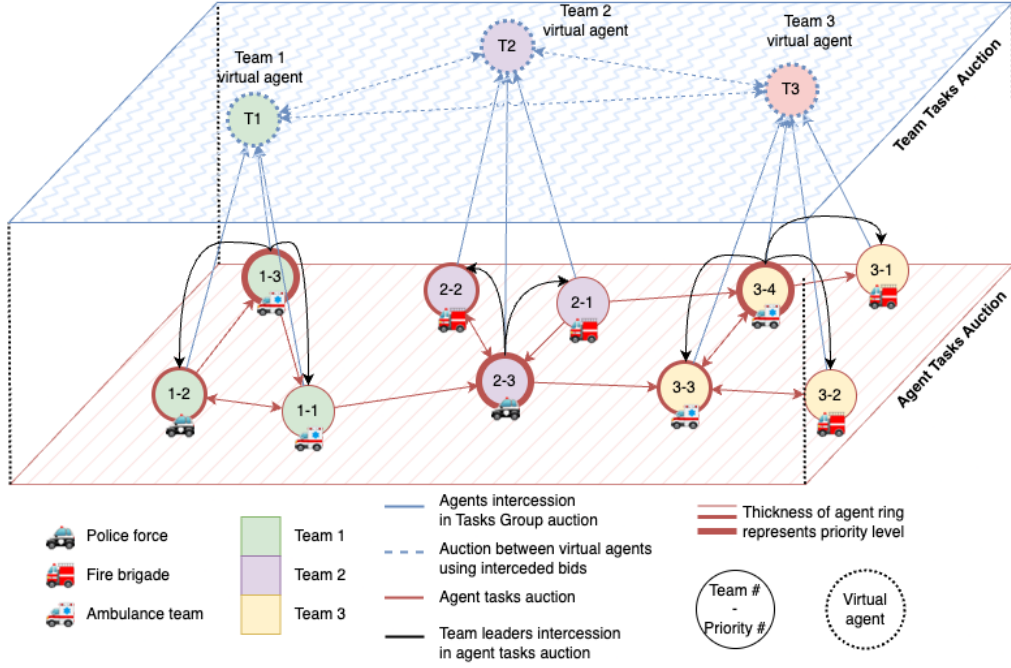 Team 2
virtual agent
Team 3
virtual agent
Team 1
virtual agent
T2
T3
T1
Team Tasks Auction
1-3
2-2
2-1
3-4
3-1
1-2
1-1
2-3
3-3
3-2
Agent Tasks Auction
Police force
Fire brigade
Ambulance team
Team 1
Team 2
Team 3
Agents intercession
in Tasks Group auction
Auction between virtual agents
using interceded bids
Agent tasks auction
Team leaders intercession
in agent tasks auction
Thickness of agent ring
represents priority level
Team #
-
Priority #
Virtual
agent